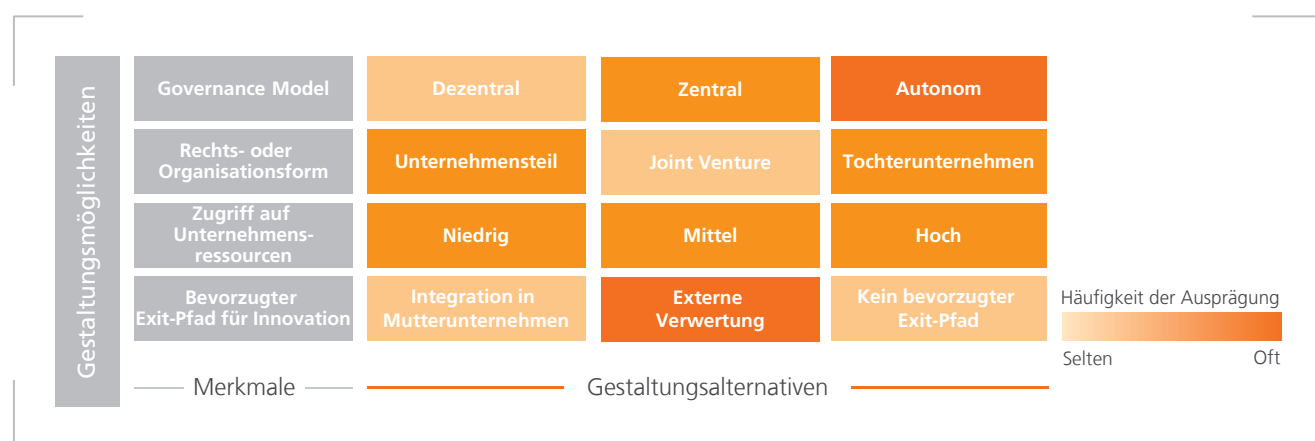 Gestaltungsmöglichkeiten
Governance Model
Dezentral
Zentral
Autonom
Rechts- oder
Organisationsform
Unternehmensteil
Joint Venture
Tochterunternehmen
Zugriff auf
Unternehmens-
ressourcen
Niedrig
Mittel
Hoch
Bevorzugter
Exit-Pfad für Innovation
Integration in
Mutterunternehmen
Externe
Verwertung
Kein bevorzugter
Exit-Pfad
Häufigkeit der Ausprägung
Selten
Oft
Merkmale
Gestaltungsalternativen